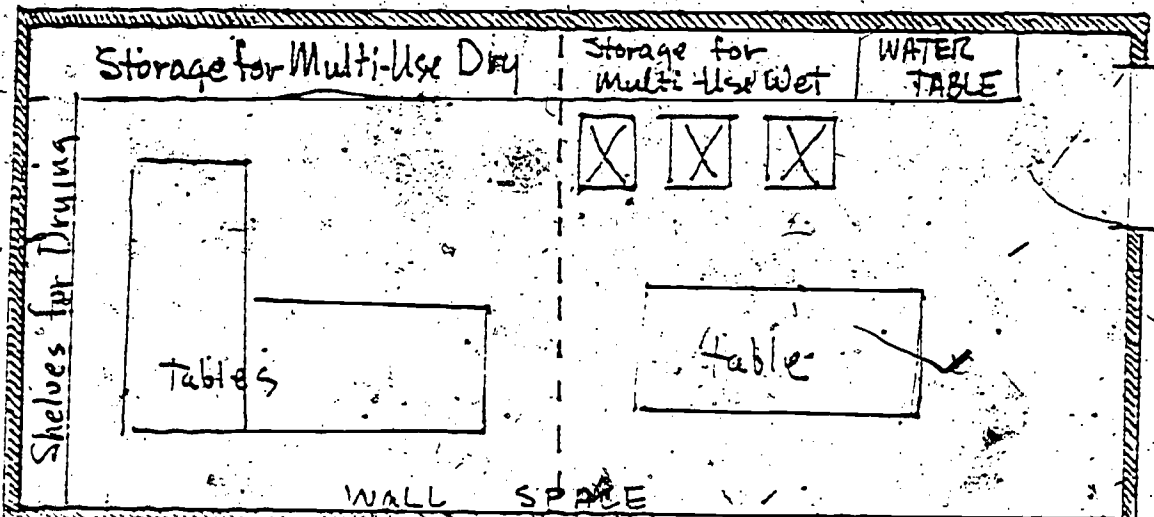 Storage for Multi-Use Dry
Storage for
Multi-Use Wet
WATER
TABLE
Shelves for Drying
Tables
table
WALL SPACE